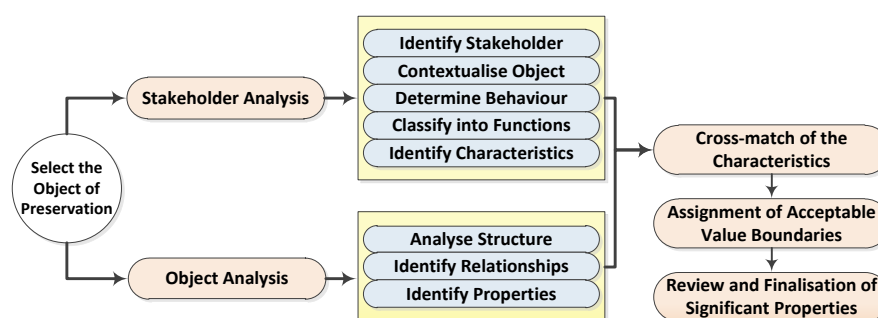 Select the
Object of
Preservation
Stakeholder Analysis
Identify Stakeholder
Contextualise Object
Determine Behaviour
Classify into Functions
Identify Characteristics
Object Analysis
Analyse Structure
Identify Relationships
Identify Properties
Cross-match of the
Characteristics
Assignment of Acceptable
Value Boundaries
Review and Finalisation of
Significant Properties